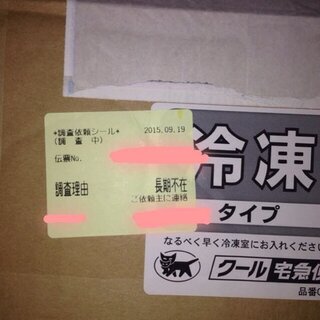 *調査依頼シール*
(調 査 中)
2015.09.19
伝票No.
調査理由
長期不在
ご依頼主に連絡
冷凍
タイプ
なるべく早く冷凍室にお入れくださ
クール宅急便
品番